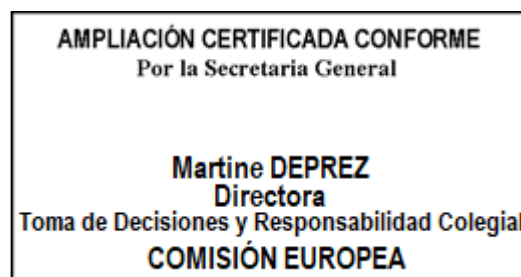 AMPLIACIÓN CERTIFICADA CONFORME
Por la Secretaria General
Martine DEPREZ
Directora
Toma de Decisiones y Responsabilidad Colegial
COMISIÓN EUROPEA